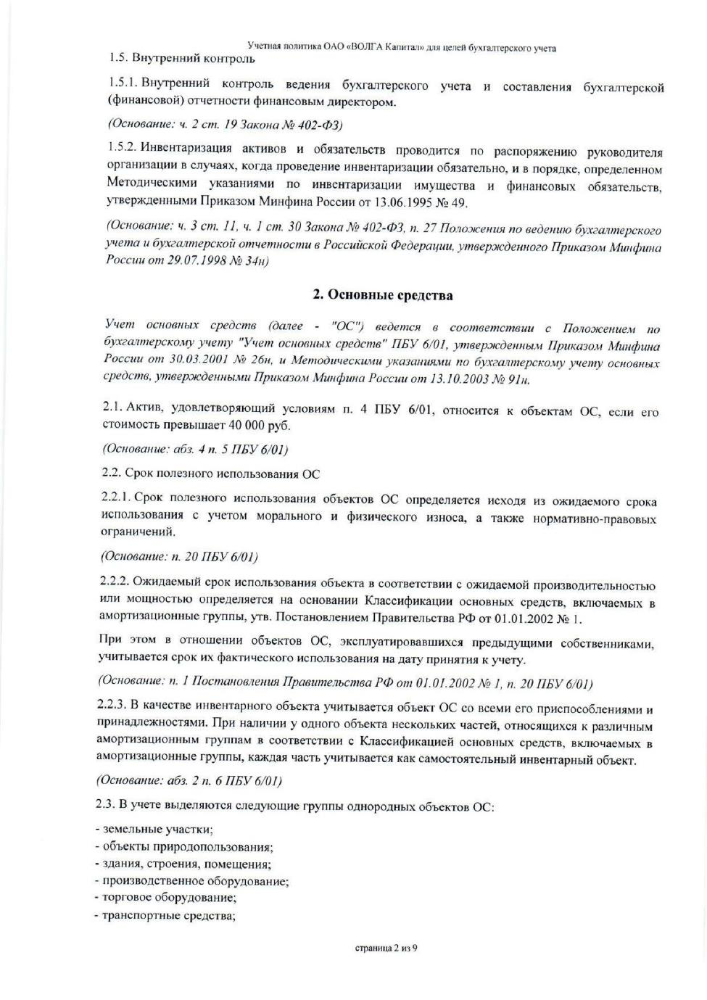 Учетная политика ОАО «ВОЛГА Капитал» для целей бухгалтерского учета
1.5. Внутренний контроль
1.5.1. Внутренний контроль ведения бухгалтерского учета и составления бухгалтерской
(финансовой) отчетности финансовым директором.
(Основание: ч. 2 ст. 19 Закона № 402-ФЗ)
1.5.2. Инвентаризация активов и обязательств проводится по распоряжению руководителя
организации в случаях, когда проведение инвентаризации обязательно, и в порядке, определенном
Методическими указаниями по инвентаризации имущества и финансовых обязательств,
утвержденными Приказом Минфина России от 13.06.1995 № 49.
(Основание: ч. 3 ст. 11, ч. 1 ст. 30 Закона № 402-ФЗ, п. 27 Положения по ведению бухгалтерского
учета и бухгалтерской отчетности в Российской Федерации, утвержденного Приказом Минфина
России от 29.07.1998 № 34н)
2. Основные средства
Учет основных средств (далее - "ОС") ведется в соответствии с Положением по
бухгалтерскому учету "Учет основных средств" ПБУ 6/01, утвержденным Приказом Минфина
России от 30.03.2001 № 26н, и Методическими указаниями по бухгалтерскому учету основных
средств, утвержденными Приказом Минфина России от 13.10.2003 № 91н.
2.1. Актив, удовлетворяющий условиям п. 4 ПБУ 6/01, относится к объектам ОС, если его
стоимость превышает 40 000 руб.
(Основание: абз. 4 п. 5 ПБУ 6/01)
2.2. Срок полезного использования ОС
2.2.1. Срок полезного использования объектов ОС определяется исходя из ожидаемого срока
использования с учетом морального и физического износа, а также нормативно-правовых
ограничений.
(Основание: п. 20 ПБУ 6/01)
2.2.2. Ожидаемый срок использования объекта в соответствии с ожидаемой производительностью
или мощностью определяется на основании Классификации основных средств, включаемых в
амортизационные группы, утв. Постановлением Правительства РФ от 01.01.2002 № 1.
При этом в отношении объектов ОС, эксплуатировавшихся предыдущими собственниками,
учитывается срок их фактического использования на дату принятия к учету.
(Основание: п. 1 Постановления Правительства РФ от 01.01.2002 № 1, п. 20 ПБУ 6/01)
2.2.3. В качестве инвентарного объекта учитывается объект ОС со всеми его приспособлениями и
принадлежностями. При наличии у одного объекта нескольких частей, относящихся к различным
амортизационным группам в соответствии с Классификацией основных средств, включаемых в
амортизационные группы, каждая часть учитывается как самостоятельный инвентарный объект.
(Основание: абз. 2 п. 6 ПБУ 6/01)
2.3. В учете выделяются следующие группы однородных объектов ОС:
- земельные участки;
- объекты природопользования;
- здания, строения, помещения;
- производственное оборудование;
- торговое оборудование;
- транспортные средства;
страница 2 из 9